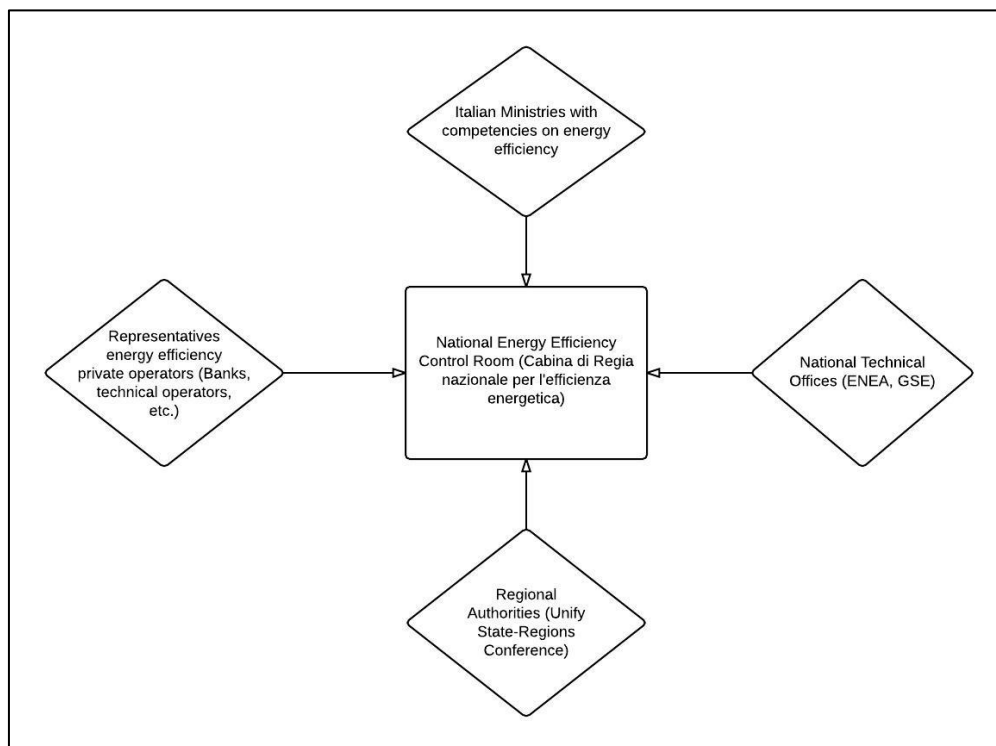 Italian Ministries with
competencies on energy
efficiency
Representatives
energy efficiency
private operators (Banks,
technical operators,
etc.)
National Energy Efficiency
Control Room (Cabina di Regia
nazionale per l'efficienza
energetica)
National Technical
Offices (ENEA, GSE)
Regional
Authorities (Unify
State-Regions
Conference)